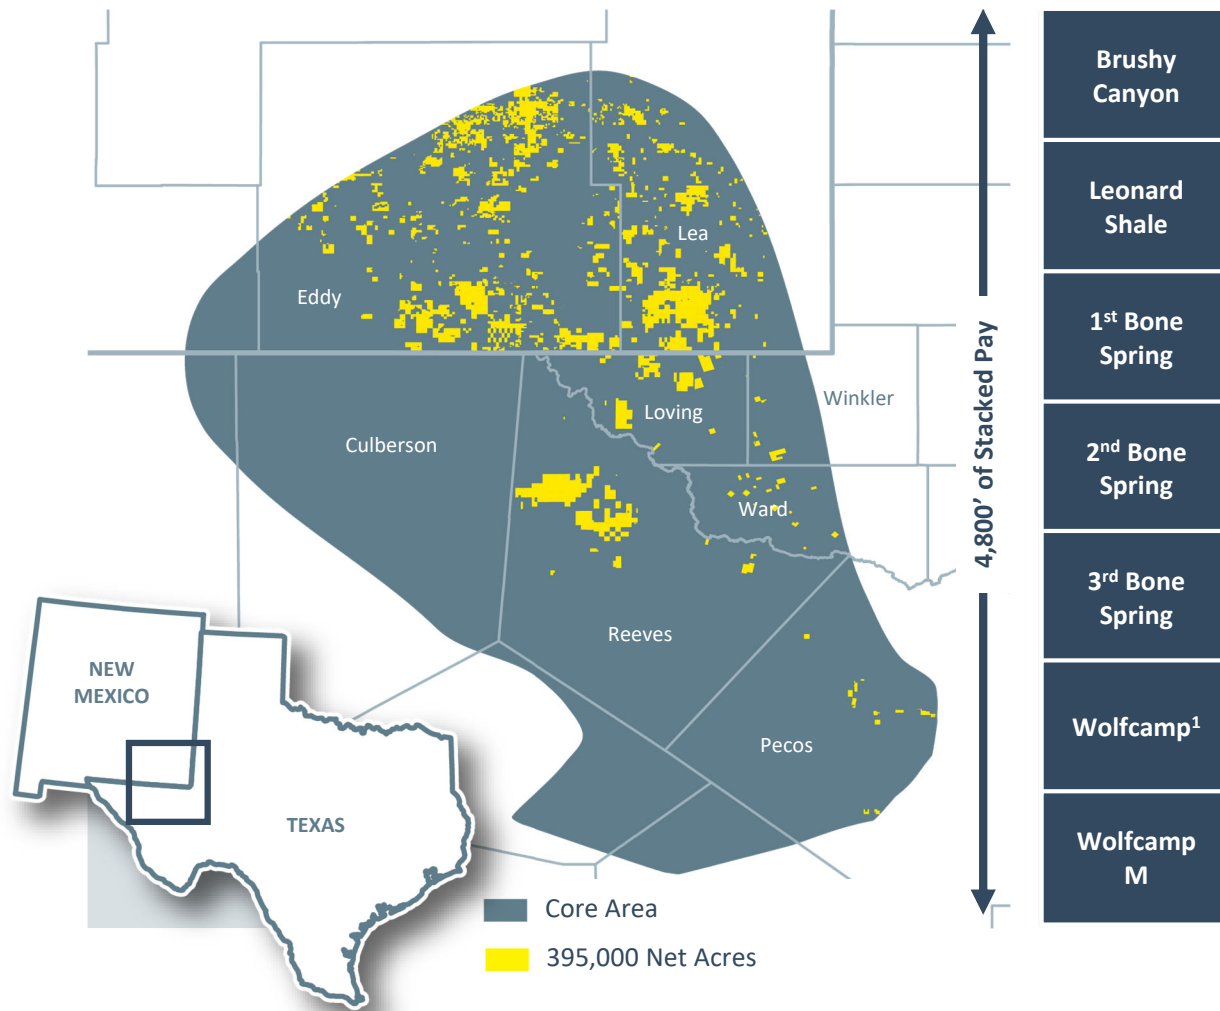 Lea
Eddy
Winkler
Loving
Culberson
Ward
Reeves
Pecos
NEW
MEXICO
TEXAS
Core Area
395,000 Net Acres
4,800’ of Stacked Pay
Brushy
Canyon
Leonard
Shale
1st Bone
Spring
2nd Bone
Spring
3rd Bone
Spring
Wolfcamp1
Wolfcamp
M